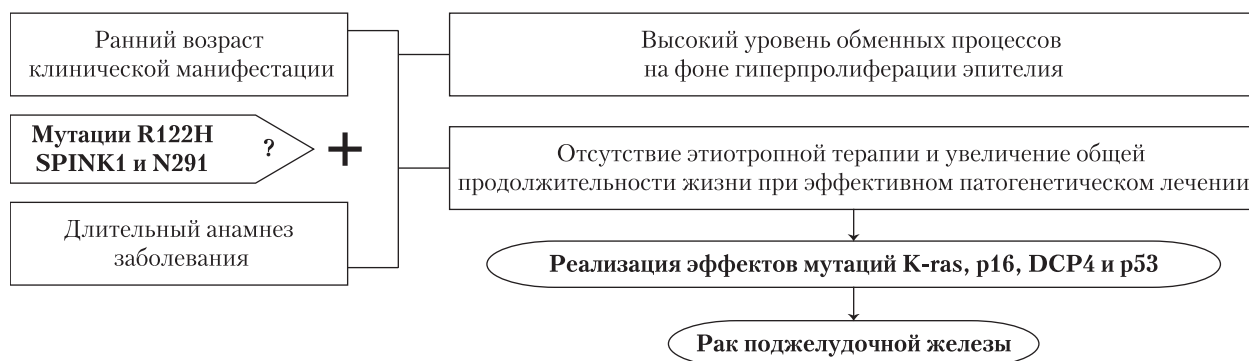 Ранний возраст
клинической манифестации
Мутации R122H
SPINK1 и N291
?
+
Длительный анамнез
заболевания
Высокий уровень обменных процессов
на фоне гиперпролиферации эпителия
Отсутствие этиотропной терапии и увеличение общей
продолжительности жизни при эффективном патогенетическом лечении
Реализация эффектов мутаций K-ras, p16, DCP4 и p53
Рак поджелудочной железы